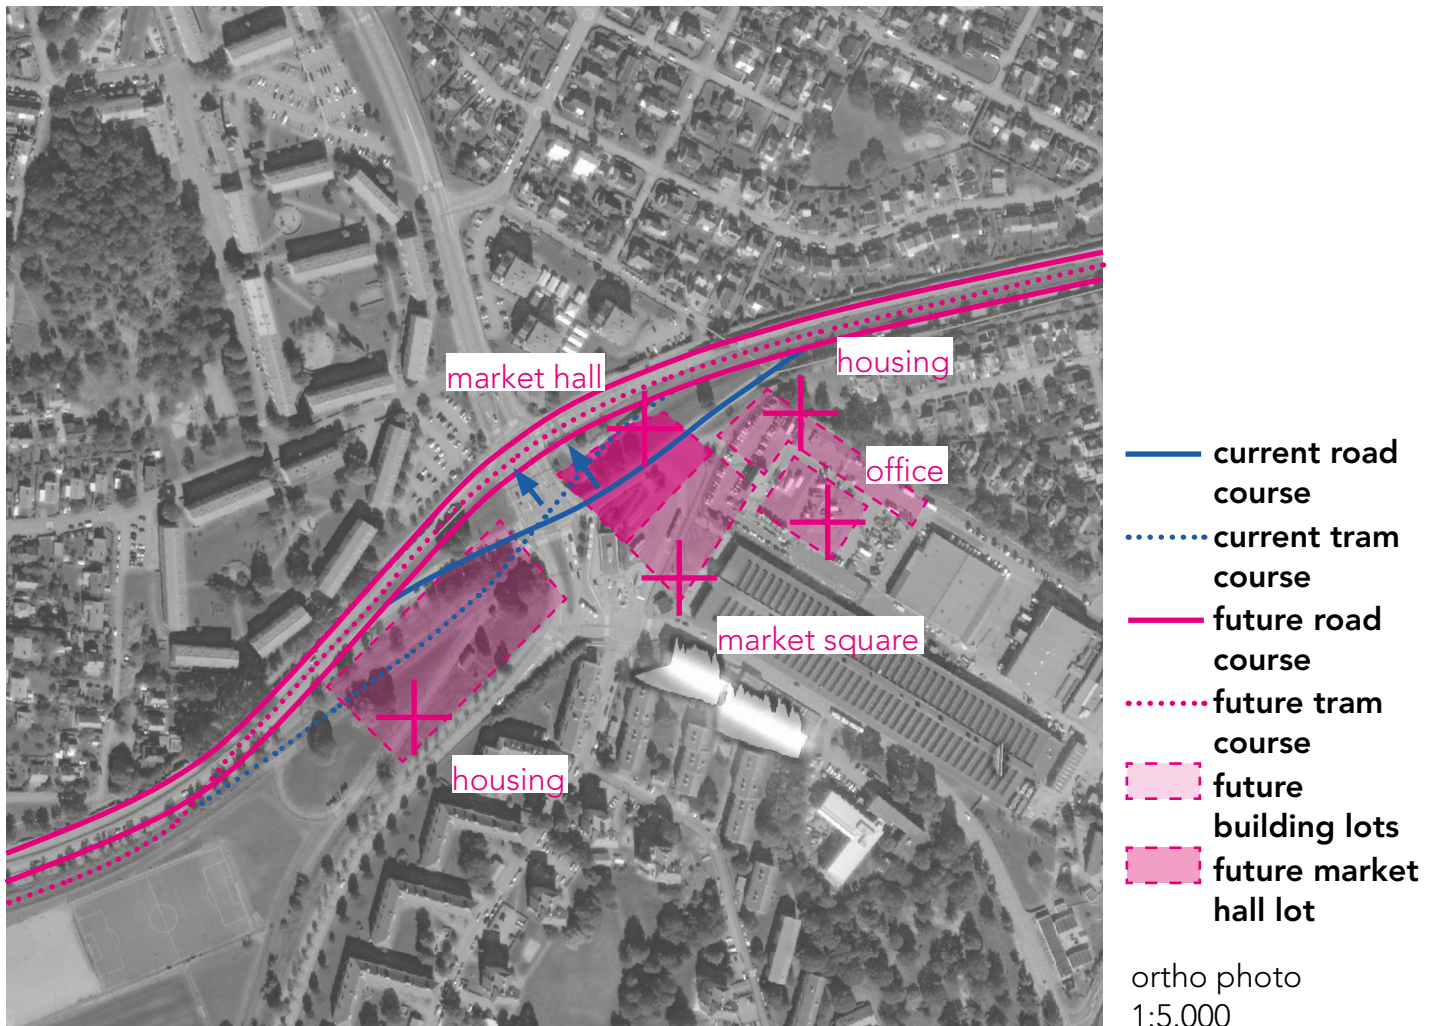 market hall
housing
office
market square
housing
current road
course
current tram
course
future road
course
future tram
course
future
building lots
future market
hall lot
ortho photo
1:5.000